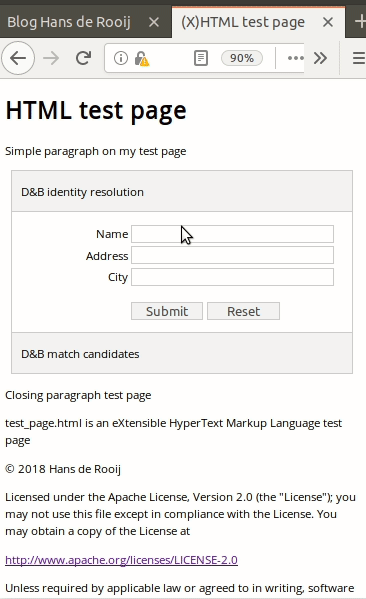 Blog Hans de Rooij
(X)HTML test page
90%
HTML test page
Simple paragraph on my test page
D&B identity resolution
Name
Address
City
Submit Reset
D&B match candidates
Closing paragraph test page
test_page.html is an eXtensible HyperText Markup Language test
page
© 2018 Hans de Rooij
Licensed under the Apache License, Version 2.0 (the "License"); you
may not use this file except in compliance with the License. You
may obtain a copy of the License at
http://www.apache.org/licenses/LICENSE-2.0
Unless required by applicable law or agreed to in writing, software